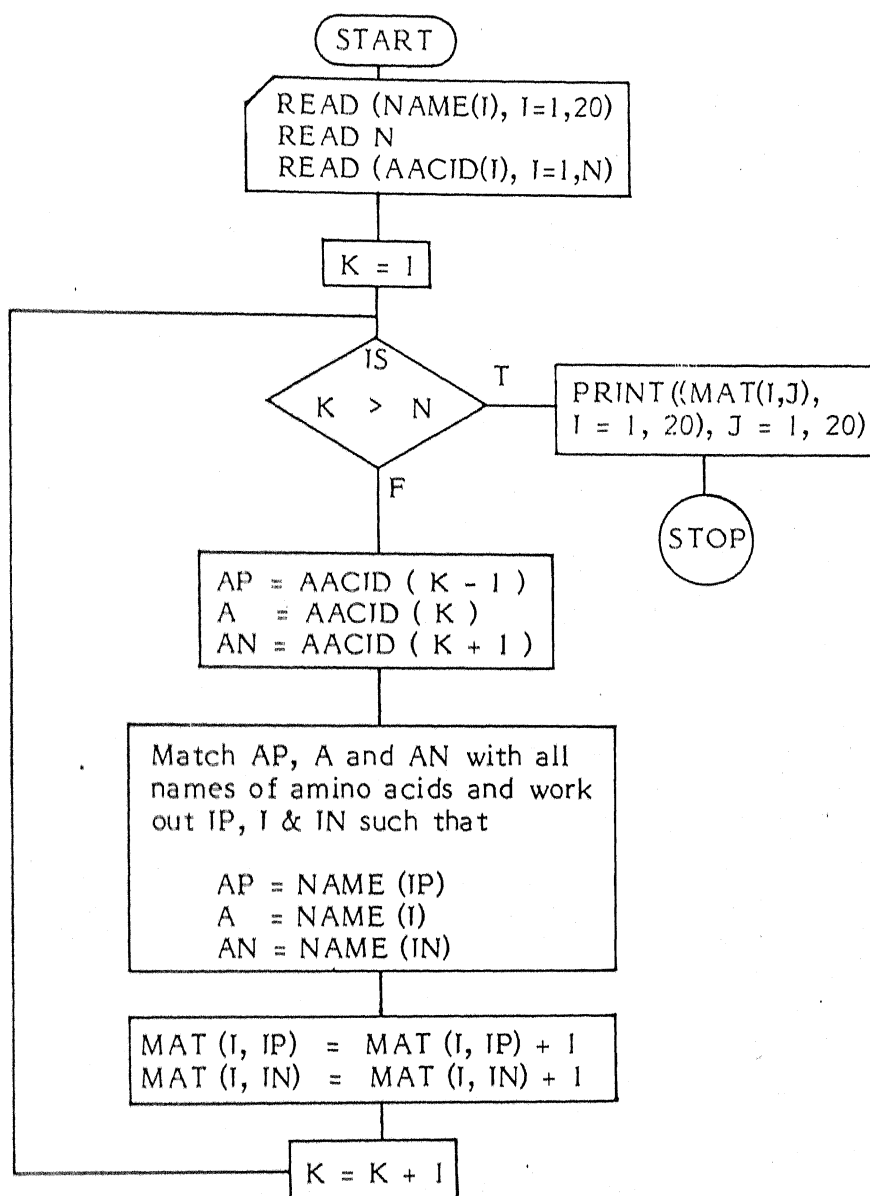 START
READ (NAME(I), I=1,20)
READ N
READ (AACID(I), I=1,N)
K = 1
IS
K > N
T
PRINT((MAT(I,J),
I = 1, 20), J = 1, 20)
STOP
F
AP = AACID ( K - 1 )
A = AACID ( K )
AN = AACID ( K + 1 )
Match AP, A and AN with all
names of amino acids and work
out IP, I & IN such that
AP = NAME (IP)
A = NAME (I)
AN = NAME (IN)
MAT (I, IP) = MAT (I, IP) + 1
MAT (I, IN) = MAT (I, IN) + 1
K = K + 1